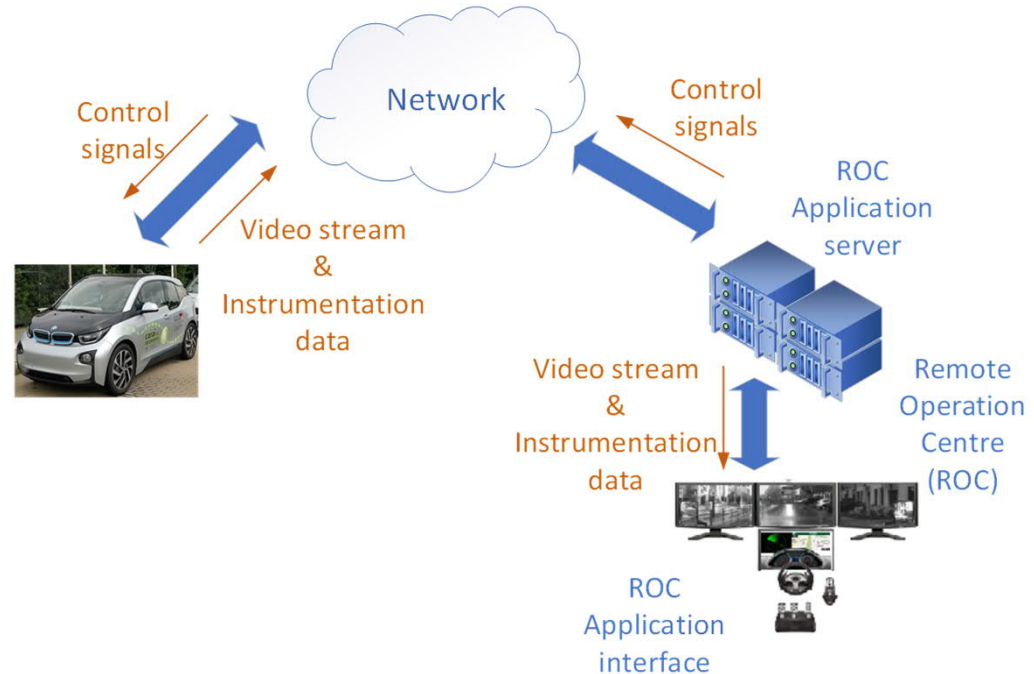 Network
Control
signals
Control
signals
Video stream
&
Instrumentation
data
ROC
Application
server
Video stream
&
Instrumentation
data
Remote
Operation
Centre
(ROC)
ROC
Application
interface